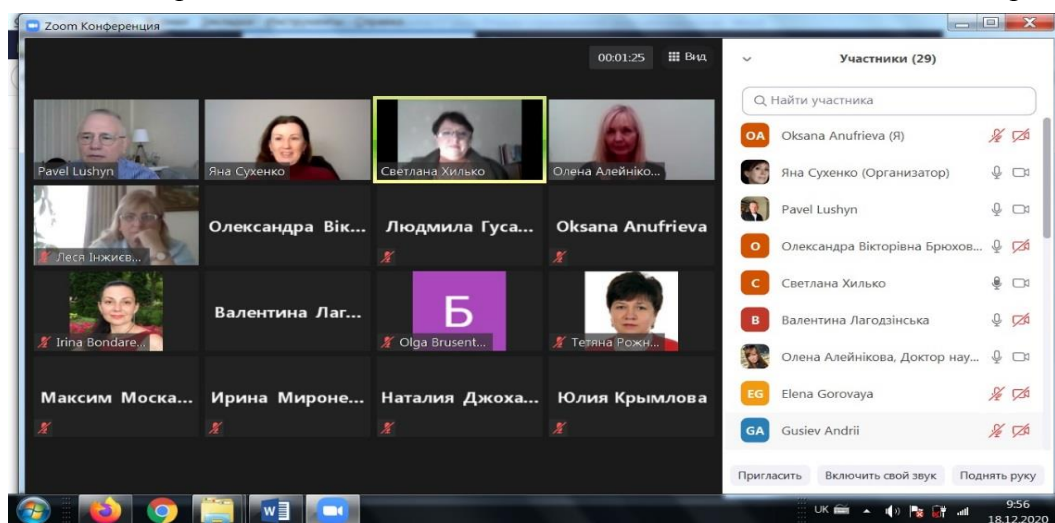 Zoom Конференция
00:01:25 Вид
Pavel Lushyn
Яна Сухенко
Светлана Хилько
Олена Алейніко...
Леся Інжиєв...
Олександра Вік...
Людмила Гуса...
Oksana Anufrieva
Irina Bondare...
Валентина Лаг...
Б
Olga Brusent...
Тетяна Рожн...
Максим Моска...
Ирина Мироне...
Наталия Джоха...
Юлия Крымлова
Участники (29)
Найти участника
OA Oksana Anufrieva (Я)
Яна Сухенко (Организатор)
Pavel Lushyn
О Олександра Вікторівна Брюхов...
С Светлана Хилько
В Валентина Лагодзінська
Олена Алейнікова, Доктор нау...
EG Elena Gorovaya
GA Gusiev Andrii
Пригласить Включить свой звук Поднять руку
UK 9:56
18.12.2020